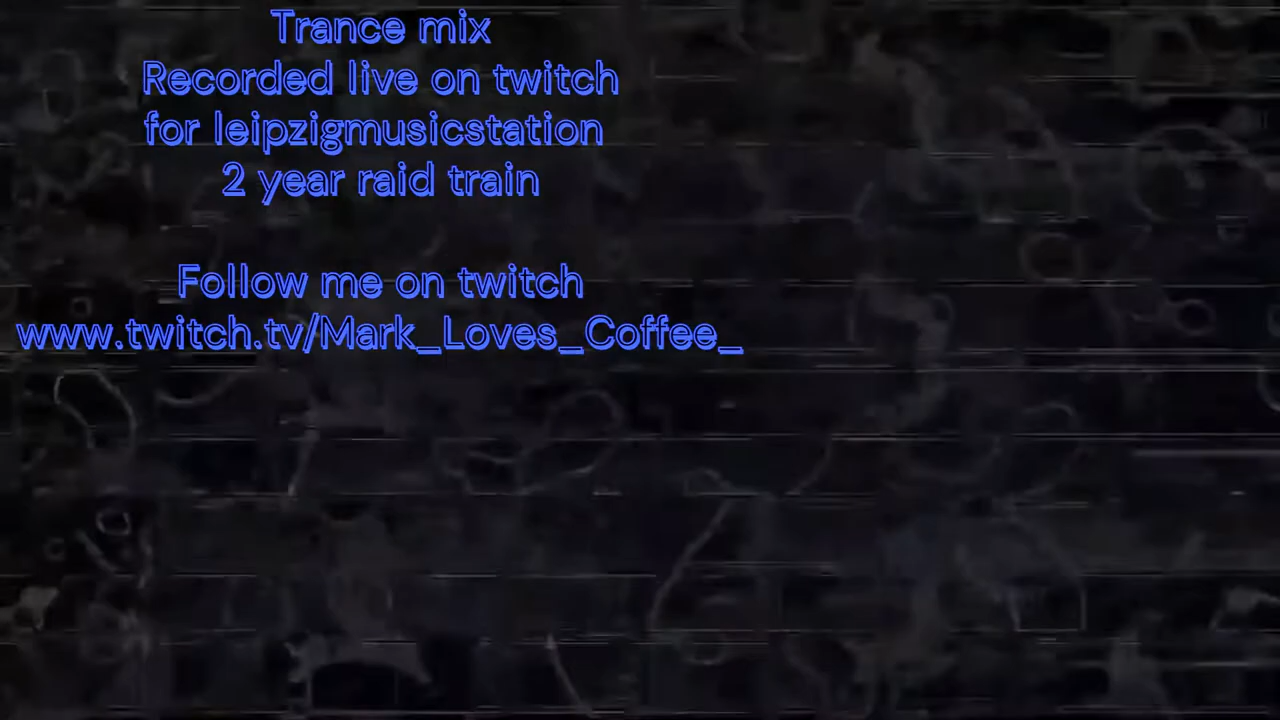 Trance mix
Recorded live on twitch
for leipzigmusicstation
2 year raid train
Follow me on twitch
www.twitch.tv/Mark_Loves_Coffee_